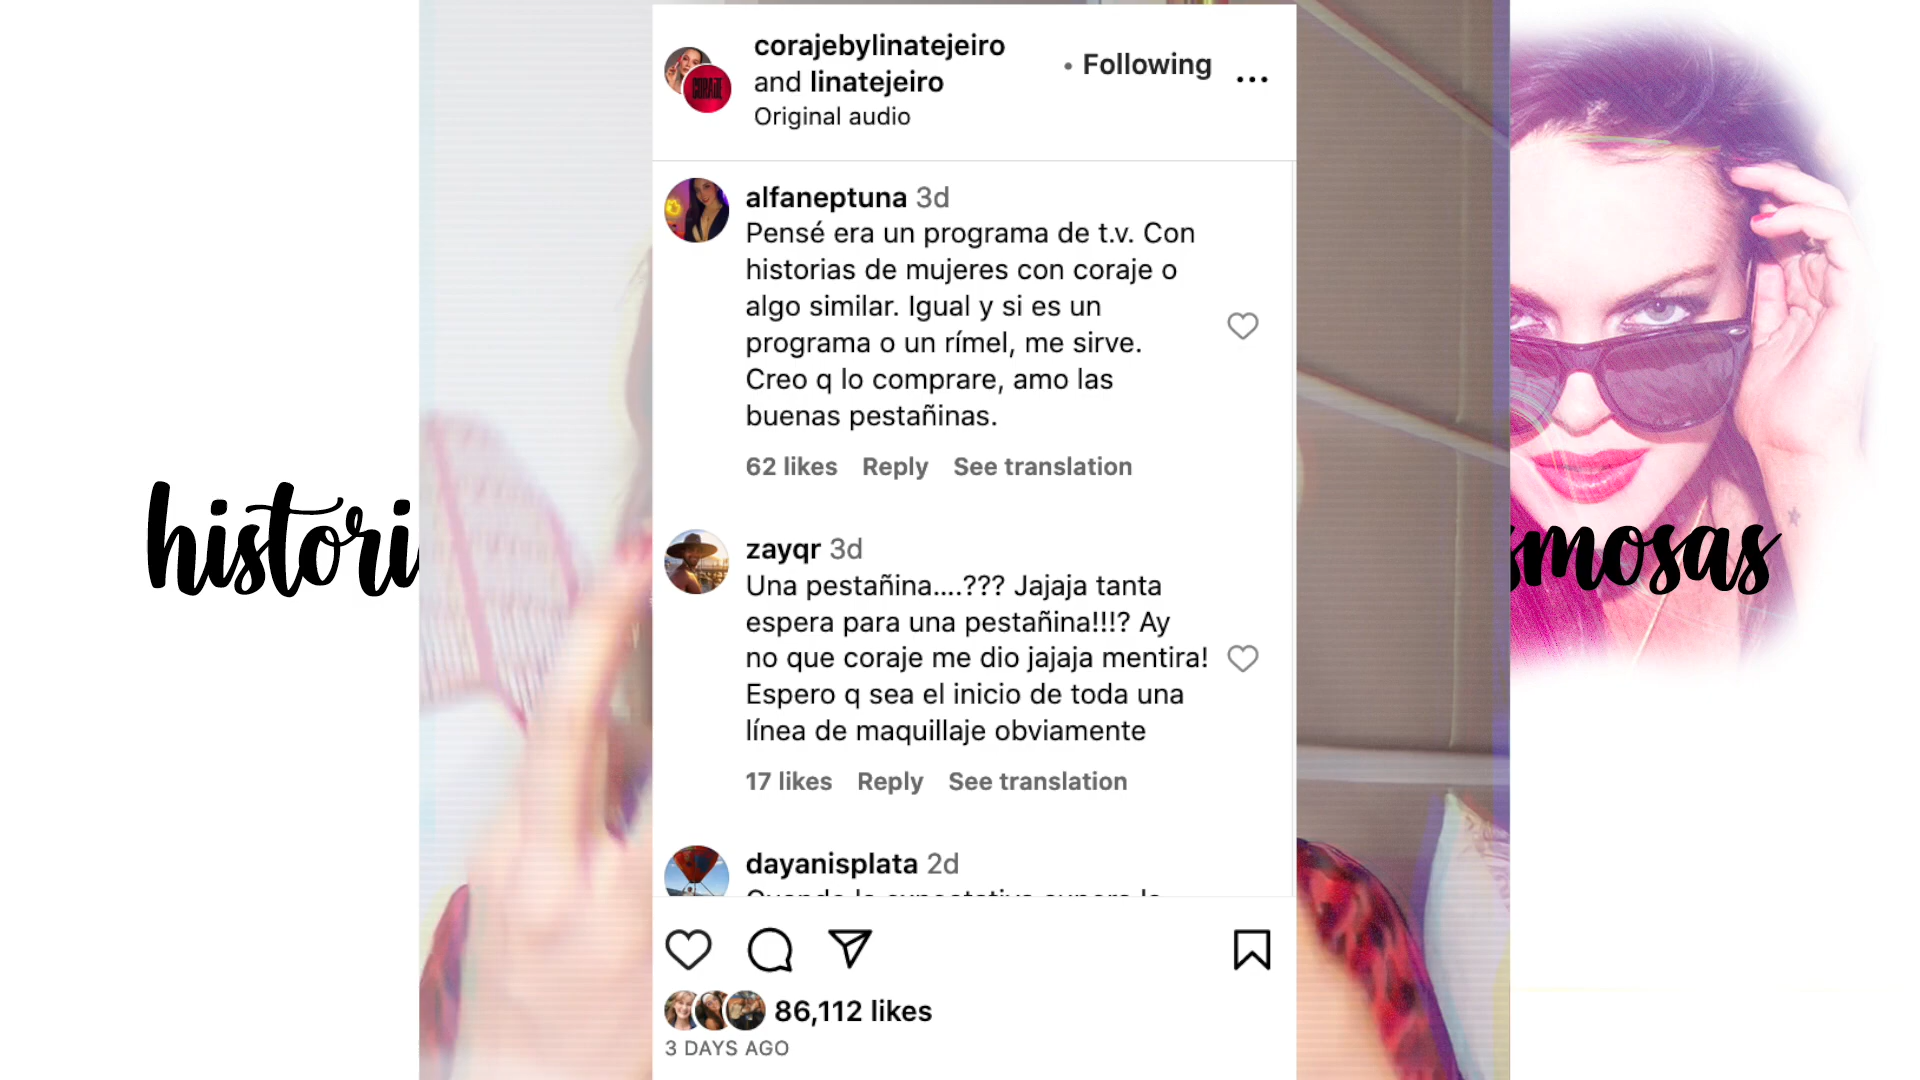 corajebylinatejeiro
and linatejeiro
• Following
...
Original audio
CORAJE
alfaneptuna 3d
Pensé era un programa de t.v. Con
historias de mujeres con coraje o
algo similar. Igual y si es un
programa o un rímel, me sirve.
Creo q lo comprare, amo las
buenas pestañinas.
62 likes Reply See translation
zayqr 3d
Una pestañina....??? Jajaja tanta
espera para una pestañina!!!? Ay
no que coraje me dio jajaja mentira!
Espero q sea el inicio de toda una
línea de maquillaje obviamente
17 likes Reply See translation
dayanisplata 2d
86,112 likes
3 DAYS AGO
histori
smosas